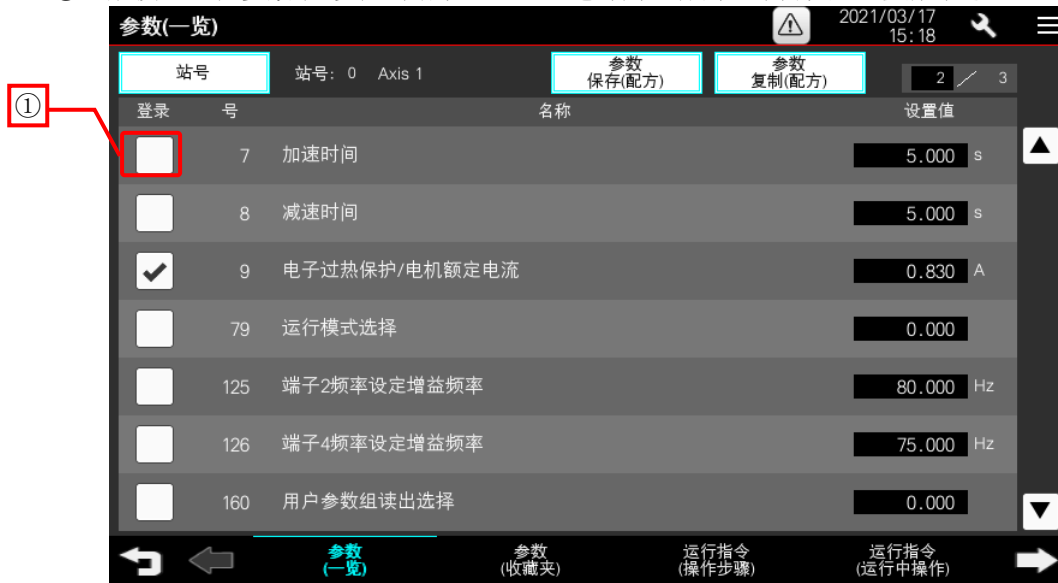 参数(一览)
2021/03/17
15:18
站号
站号: 0 Axis 1
参数
保存(配方)
参数
复制(配方)
2 / 3
①
登录 号 名称 设置值
7 加速时间 5.000 s
8 减速时间 5.000 s
9 电子过热保护/电机额定电流 0.830 A
79 运行模式选择 0.000
125 端子2频率设定增益频率 80.000 Hz
126 端子4频率设定增益频率 75.000 Hz
160 用户参数组读出选择 0.000
参数
(一览)
参数
(收藏夹)
运行指令
(操作步骤)
运行指令
(运行中操作)